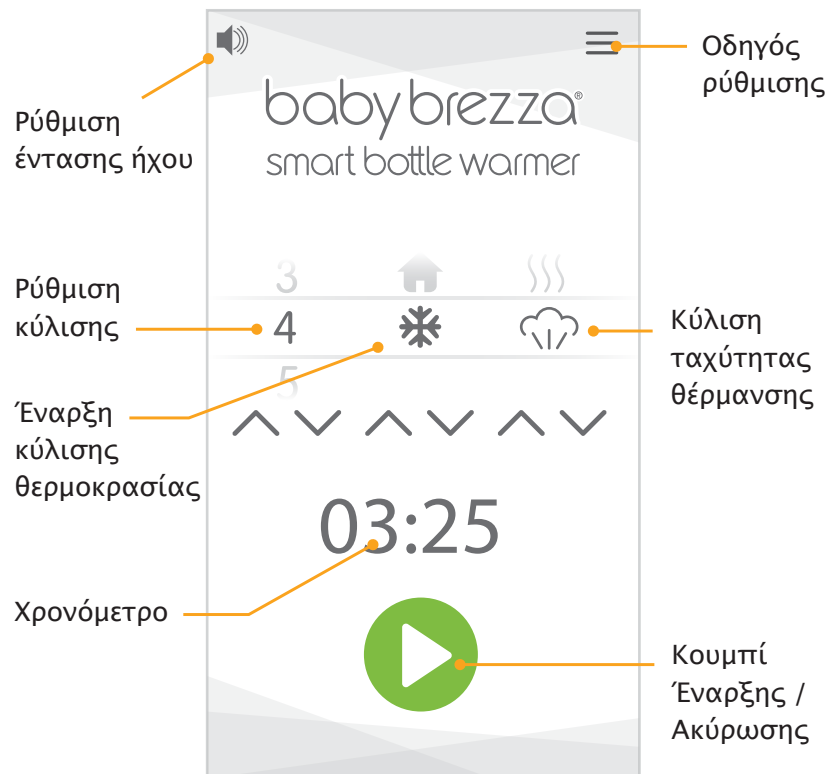 Οδηγός
ρύθμισης
Ρύθμιση
έντασης ήχου
baby brezza®
smart bottle warmer
Ρύθμιση
κύλισης
3
4
5
Κύλιση
ταχύτητας
θέρμανσης
Έναρξη
κύλισης
θερμοκρασίας
03:25
Χρονόμετρο
Κουμπί
Έναρξης /
Ακύρωσης